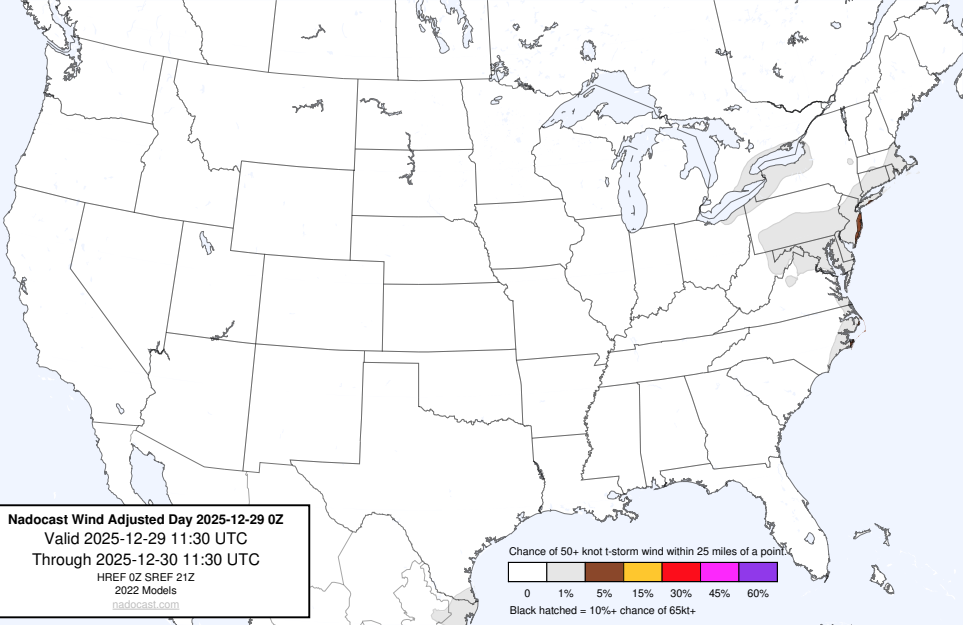 Nadocast Wind Adjusted Day 2025-12-29 0Z
Valid 2025-12-29 11:30 UTC
Through 2025-12-30 11:30 UTC
HREF 0Z SREF 21Z
2022 Models
nadocast.com
Chance of 50+ knot t-storm wind within 25 miles of a point.
0 1% 5% 15% 30% 45% 60%
Black hatched = 10%+ chance of 65kt+